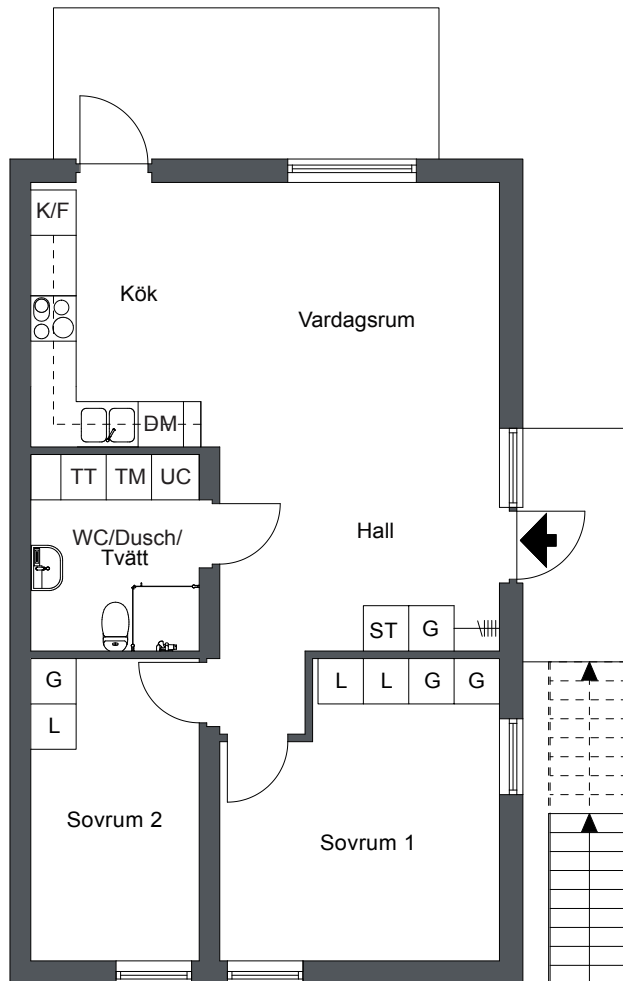 K/F
Kök
Vardagsrum
DM
TT TM UC
WC/Dusch/
Tvätt
Hall
ST G
G
L
L L G G
Sovrum 2
Sovrum 1